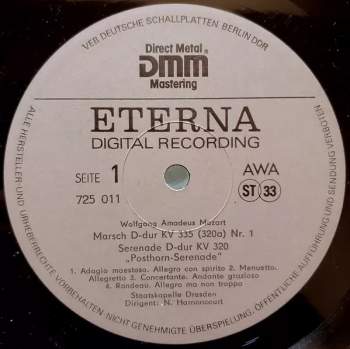 VEB DEUTSCHE SCHALLPLATTEN BERLIN DDR
Direct Metal
DMM
Mastering
ETERNA
DIGITAL RECORDING
SEITE 1
AWA
725 011
ST 33
Wolfgang Amadeus Mozart
Marsch D-dur KV 335 (320a) Nr. 1
Serenade D-dur KV 320
„Posthorn-Serenade"
1. Adagio maestoso. Allegro con spirito 2. Menuetto.
Allegretto 3. Concertante. Andante grazioso
4. Rondeau. Allegro ma non troppo
Staatskapelle Dresden
Dirigent: N. Harnoncourt
ALLE HERSTELLER- UND URHEBERRECHTE VORBEHALTEN. NICHT GENEHMIGTE ÜBERSPIELUNG, ÖFFENTLICHE AUFFÜHRUNG UND SENDUNG VERBOTEN